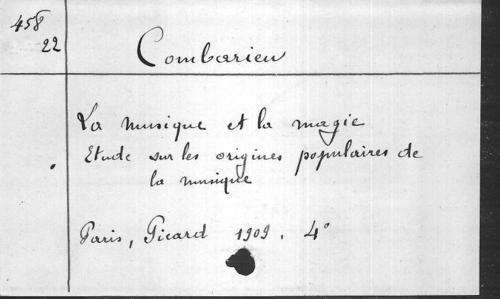 458
22
Combarieu
La musique et la magie
Etude sur les origines populaires de
la musique
Paris, Picard 1909. 4°